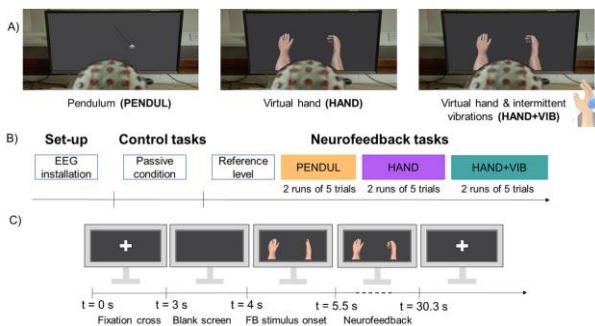 A)
Pendulum (PENDUL)
Virtual hand (HAND)
Virtual hand & intermittent
vibrations (HAND+VIB)
B)
Set-up
Control tasks
Neurofeedback tasks
EEG
installation
Passive
condition
Reference
level
PENDUL
HAND
HAND+VIB
2 runs of 5 trials
2 runs of 5 trials
2 runs of 5 trials
C)
t = 0 s
t = 3 s
t = 4 s
t = 5.5 s
t = 30.3 s
Fixation cross
Blank screen
FB stimulus onset
Neurofeedback